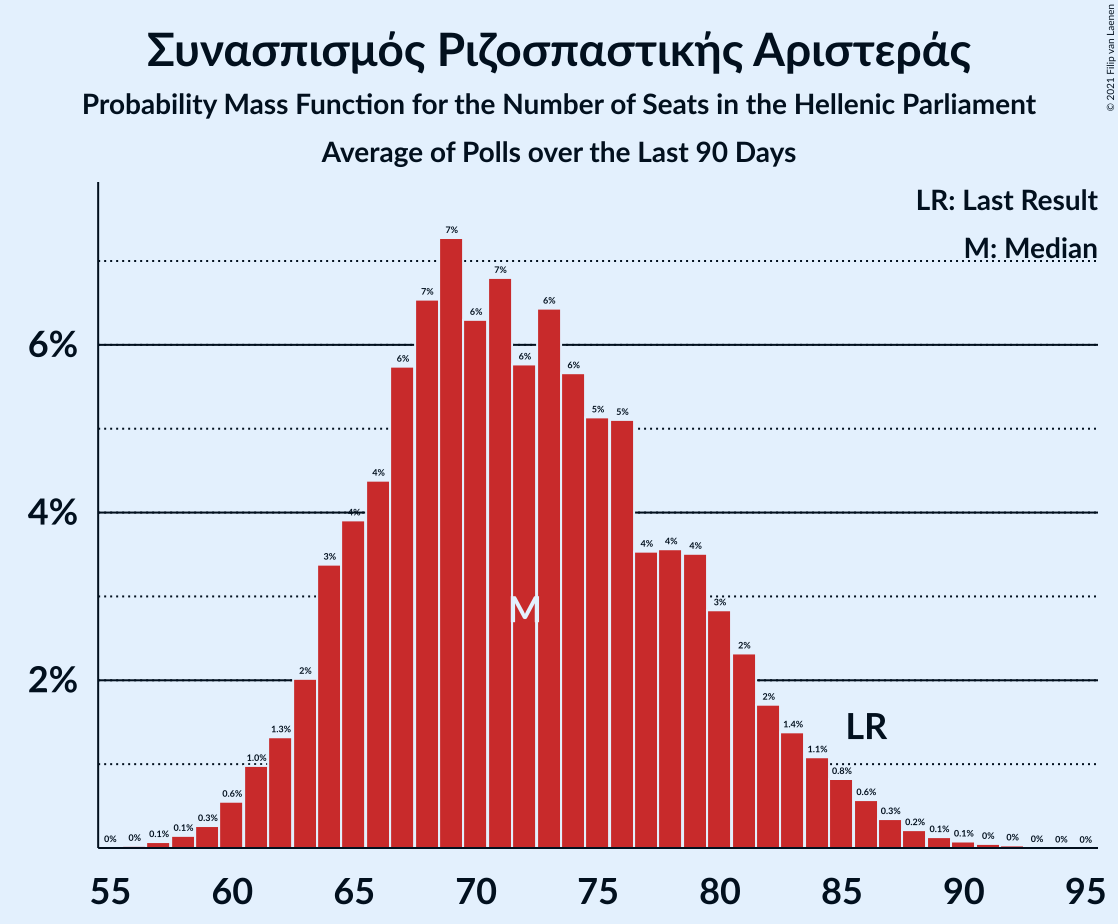 Συνασπισμός Ριζοσπαστικής Αριστεράς
Probability Mass Function for the Number of Seats in the Hellenic Parliament
Average of Polls over the Last 90 Days
© 2021 Filip van Laenen
LR: Last Result
M: Median
6%
4%
2%
0% 0% 0.1% 0.1% 0.3% 0.6% 1.0% 1.3% 2% 3% 4% 4% 6% 7% 7% 6% 7% 6% 6% 6% 5% 5% 4% 4% 4% 3% 2% 2% 1.4% 1.1% 0.8% 0.6% 0.3% 0.2% 0.1% 0.1% 0% 0% 0% 0% 0%
M
LR
55 60 65 70 75 80 85 90 95